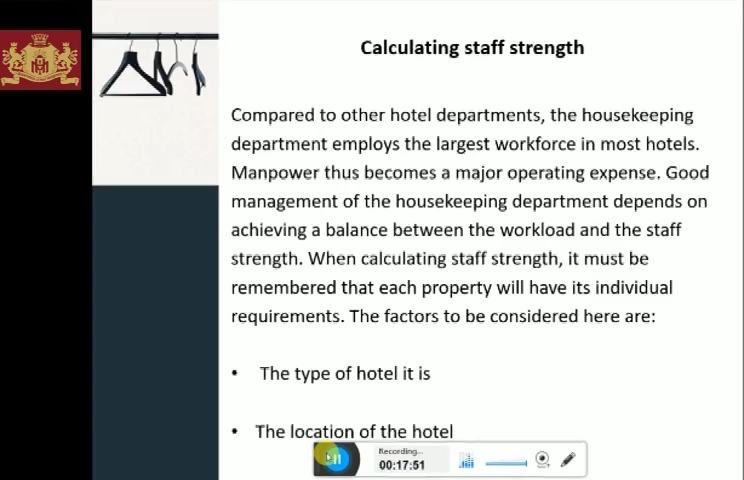 Calculating staff strength
Compared to other hotel departments, the housekeeping
department employs the largest workforce in most hotels.
Manpower thus becomes a major operating expense. Good
management of the housekeeping department depends on
achieving a balance between the workload and the staff
strength. When calculating staff strength, it must be
remembered that each property will have its individual
requirements. The factors to be considered here are:
• The type of hotel it is
• The location of the hotel
Recording...
00:17:51